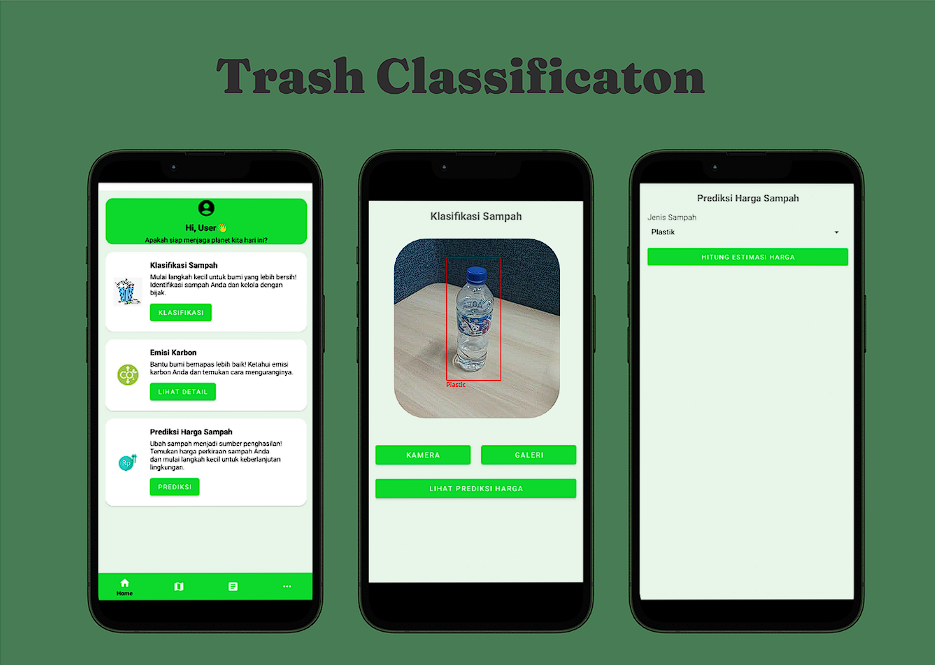 Trash Classificaton
Hi, User 👋
Apakah siap menjaga planet kita hari ini?
Klasifikasi Sampah
Mulai langkah kecil untuk bumi yang lebih bersih!
Identifikasi sampah Anda dan kelola dengan
bijak.
KLASIFIKASI
Emisi Karbon
Bantu bumi bernapas lebih baik! Ketahui emisi
karbon Anda dan temukan cara menguranginya.
LIHAT DETAIL
Prediksi Harga Sampah
Ubah sampah menjadi sumber penghasilan!
Temukan harga perkiraan sampah Anda
dan mulai langkah kecil untuk keberlanjutan
lingkungan.
Rp
PREDIKSI
Home
Klasifikasi Sampah
Plastic
KAMERA
GALERI
LIHAT PREDIKSI HARGA
Prediksi Harga Sampah
Jenis Sampah
Plastik
HITUNG ESTIMASI HARGA